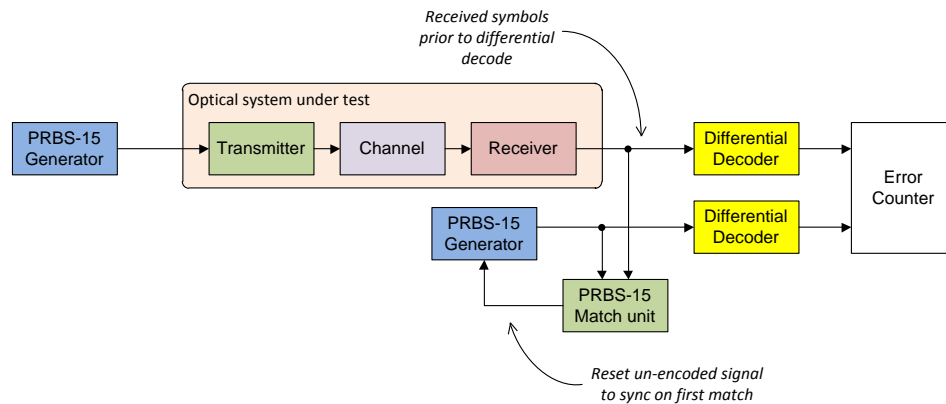 Received symbols
prior to differential
decode
Optical system under test
PRBS-15
Generator
Transmitter
Channel
Receiver
Differential
Decoder
Error
Counter
PRBS-15
Generator
Differential
Decoder
PRBS-15
Match unit
Reset un-encoded signal
to sync on first match